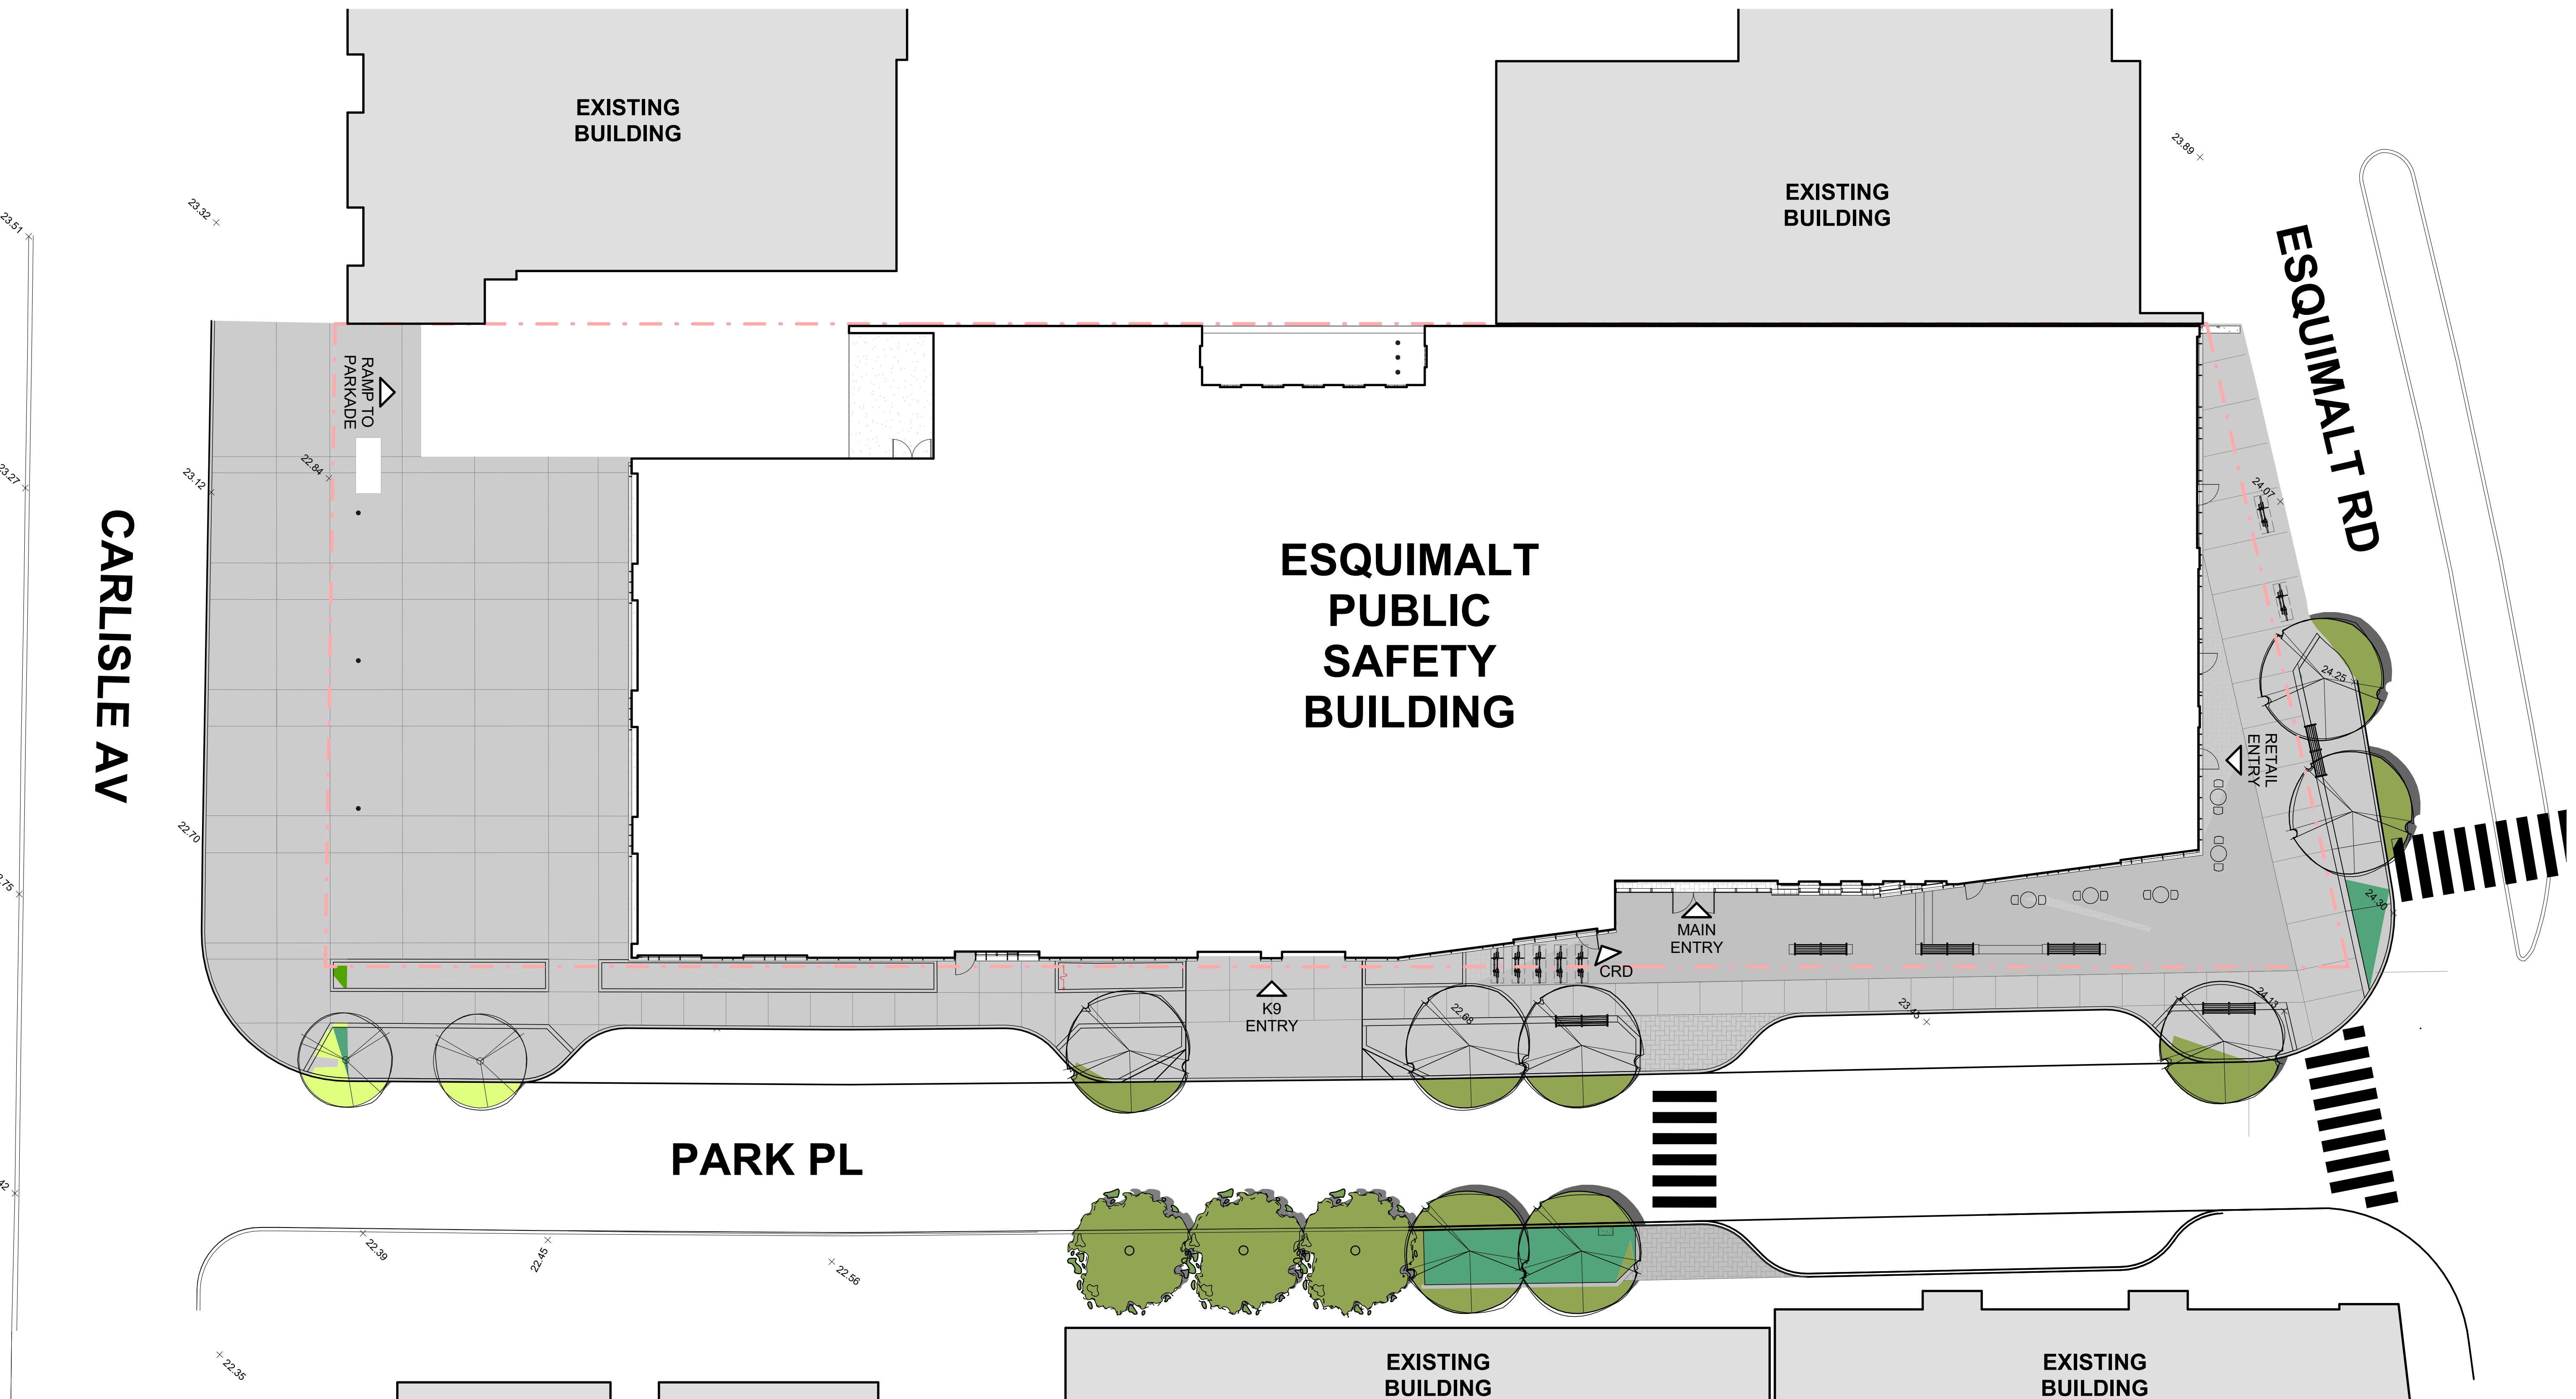 EXISTING
BUILDING
EXISTING
BUILDING
23.89
23.32
23.51
ESQUIMALT RD
RAMP TO
PARKADE
22.84
23.12
23.27
24.07
CARLISLE AV
ESQUIMALT
PUBLIC
SAFETY
BUILDING
24.25
RETAIL
ENTRY
22.70
24.30
MAIN
ENTRY
CRD
K9
ENTRY
22.68
23.45
24.13
PARK PL
22.39
22.45
22.56
22.35
EXISTING
BUILDING
EXISTING
BUILDING